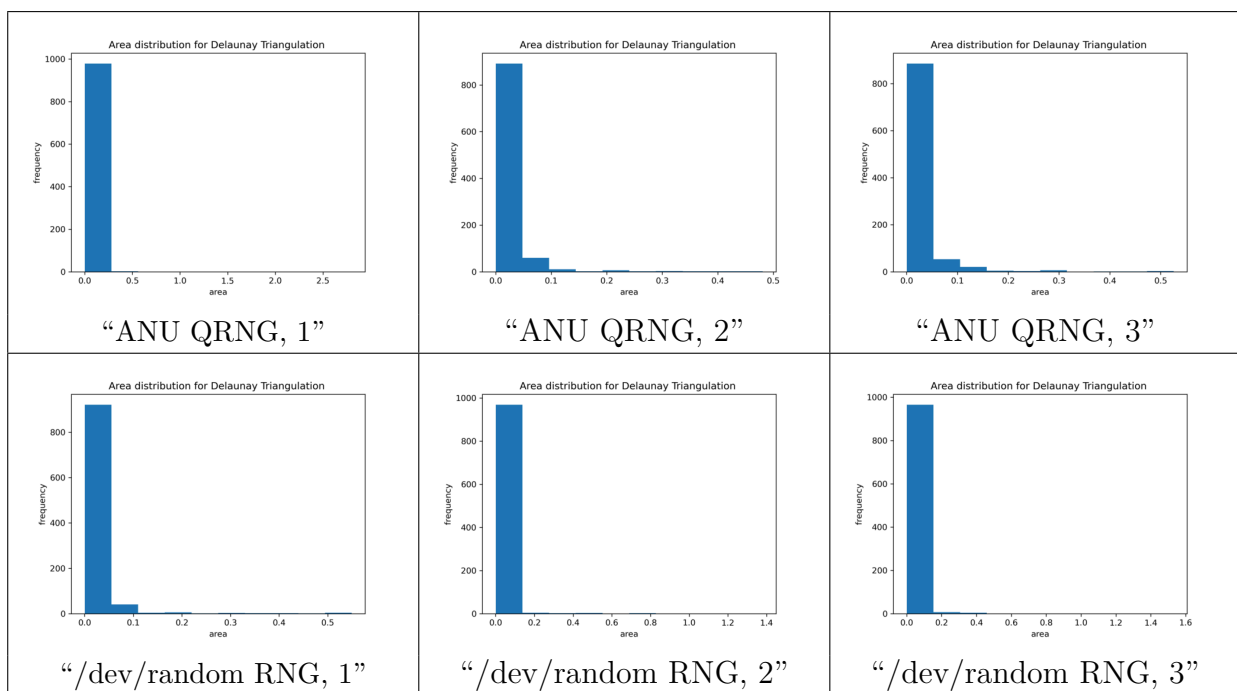 Area distribution for Delaunay Triangulation
1000
800
600
400
200
0
frequency
0.0 0.5 1.0 1.5 2.0 2.5
area
“ANU QRNG, 1”
Area distribution for Delaunay Triangulation
800
600
400
200
0
frequency
0.0 0.1 0.2 0.3 0.4 0.5
area
“ANU QRNG, 2”
Area distribution for Delaunay Triangulation
800
600
400
200
0
frequency
0.0 0.1 0.2 0.3 0.4 0.5
area
“ANU QRNG, 3”
Area distribution for Delaunay Triangulation
800
600
400
200
0
frequency
0.0 0.1 0.2 0.3 0.4 0.5
area
“/dev/random RNG, 1”
Area distribution for Delaunay Triangulation
1000
800
600
400
200
0
frequency
0.0 0.2 0.4 0.6 0.8 1.0 1.2 1.4
area
“/dev/random RNG, 2”
Area distribution for Delaunay Triangulation
1000
800
600
400
200
0
frequency
0.0 0.2 0.4 0.6 0.8 1.0 1.2 1.4 1.6
area
“/dev/random RNG, 3”